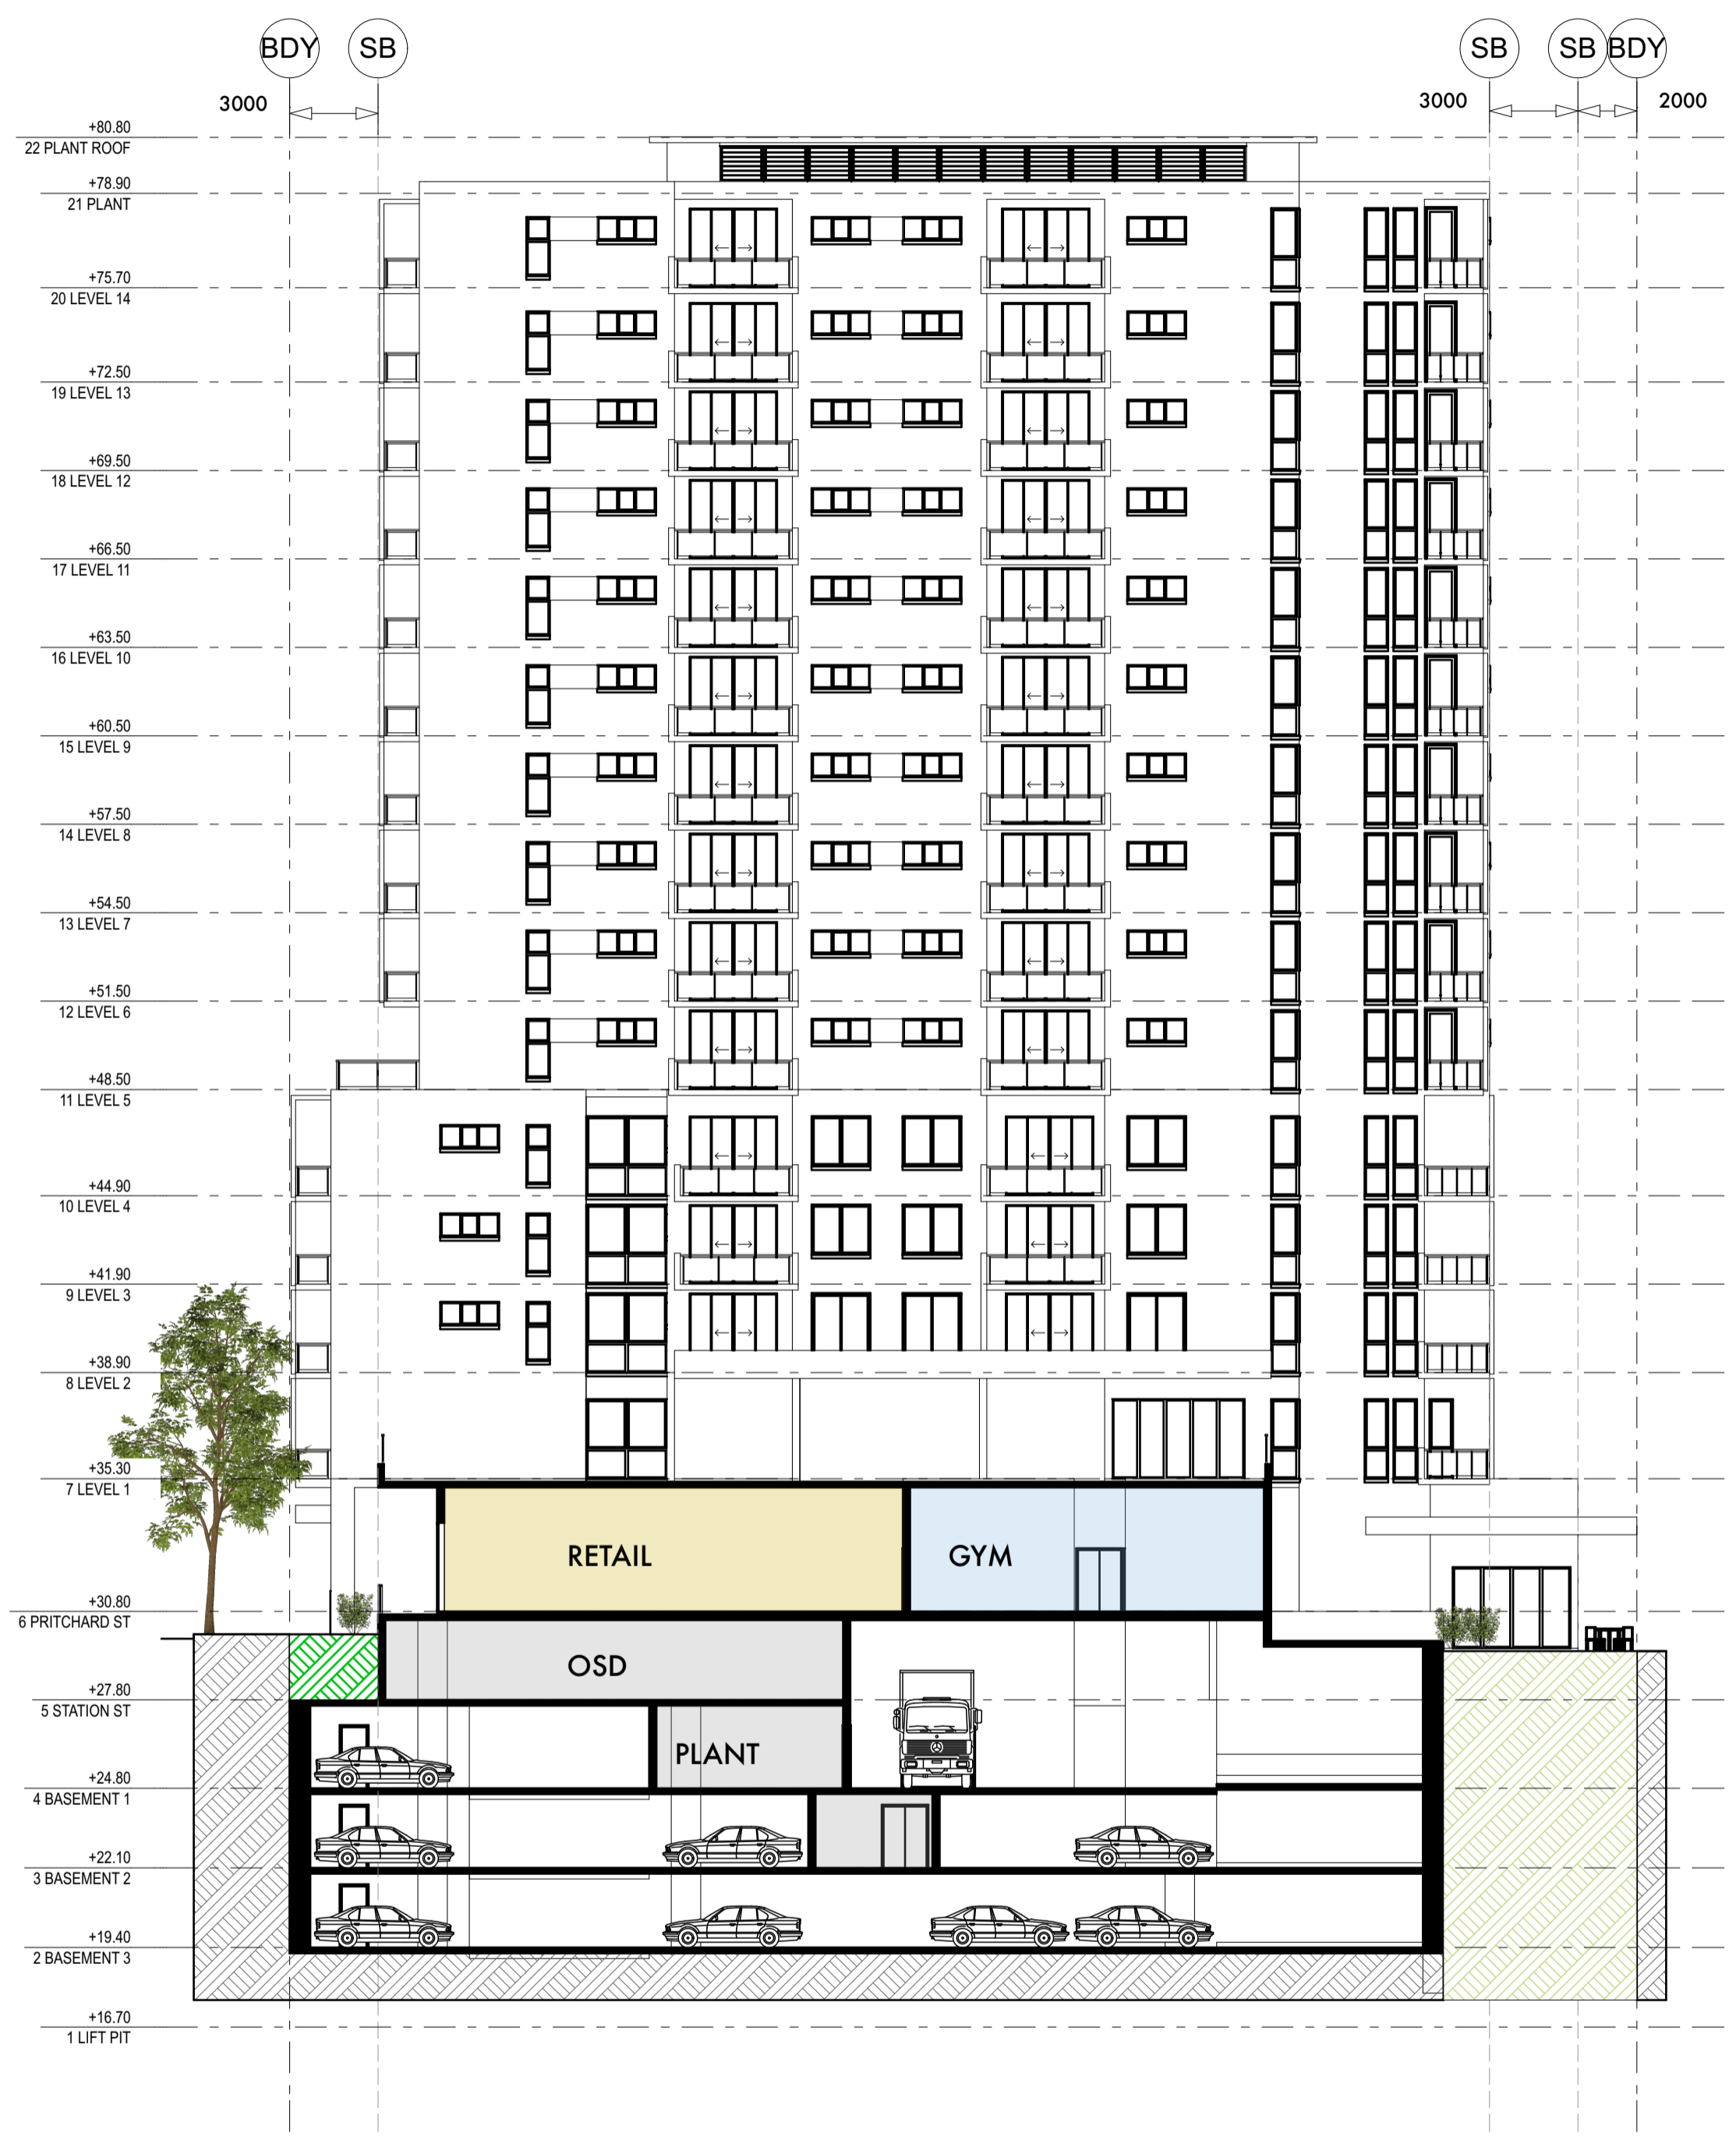 BDY SB SB SB BDY
3000 3000 2000
+80.80
22 PLANT ROOF
+78.90
21 PLANT
+75.70
20 LEVEL 14
+72.50
19 LEVEL 13
+69.50
18 LEVEL 12
+66.50
17 LEVEL 11
+63.50
16 LEVEL 10
+60.50
15 LEVEL 9
+57.50
14 LEVEL 8
+54.50
13 LEVEL 7
+51.50
12 LEVEL 6
+48.50
11 LEVEL 5
+44.90
10 LEVEL 4
+41.90
9 LEVEL 3
+38.90
8 LEVEL 2
+35.30
7 LEVEL 1
RETAIL GYM
+30.80
6 PRITCHARD ST
OSD
+27.80
5 STATION ST
PLANT
+24.80
4 BASEMENT 1
+22.10
3 BASEMENT 2
+19.40
2 BASEMENT 3
+16.70
1 LIFT PIT